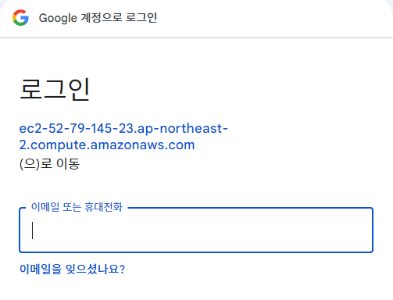 Google 계정으로 로그인
로그인
ec2-52-79-145-23.ap-northeast-
2.compute.amazonaws.com
(으)로 이동
이메일 또는 휴대전화
이메일을 잊으셨나요?